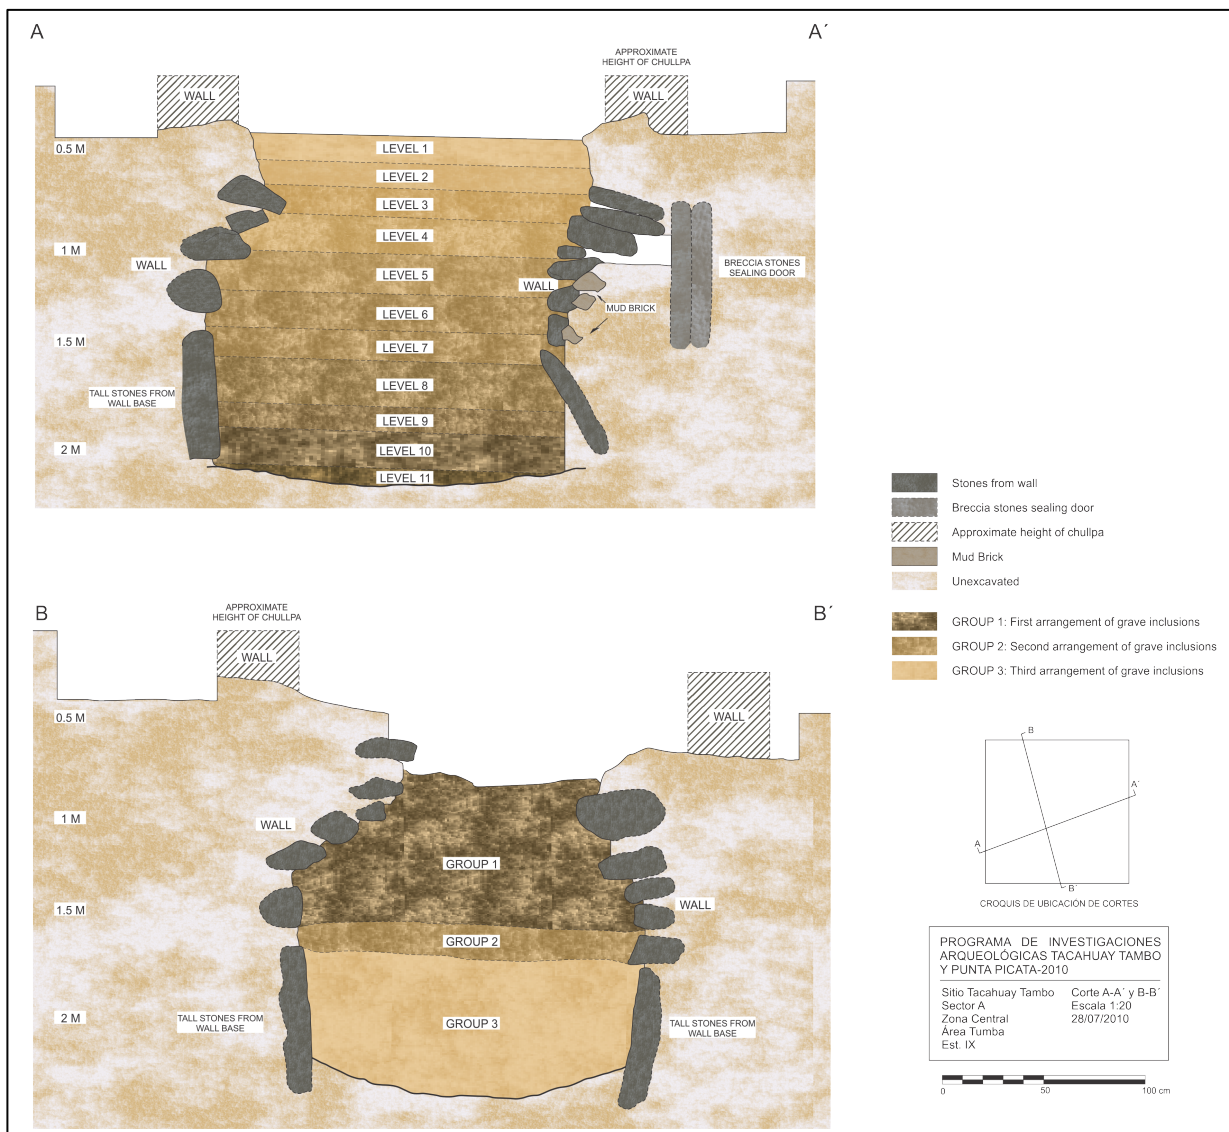 A
A´
APPROXIMATE
HEIGHT OF CHULLPA
WALL
WALL
0.5 M
LEVEL 1
LEVEL 2
LEVEL 3
LEVEL 4
1 M
WALL
BRECCIA STONES
SEALING DOOR
LEVEL 5
WALL
MUD BRICK
LEVEL 6
1.5 M
LEVEL 7
LEVEL 8
TALL STONES FROM
WALL BASE
LEVEL 9
2 M
LEVEL 10
LEVEL 11
Stones from wall
Breccia stones sealing door
Approximate height of chullpa
Mud Brick
Unexcavated
GROUP 1: First arrangement of grave inclusions
GROUP 2: Second arrangement of grave inclusions
GROUP 3: Third arrangement of grave inclusions
B
B´
APPROXIMATE
HEIGHT OF CHULLPA
WALL
WALL
0.5 M
1 M
WALL
GROUP 1
1.5 M
WALL
GROUP 2
2 M
TALL STONES FROM
WALL BASE
GROUP 3
TALL STONES FROM
WALL BASE
B
A´
A
B´
CROQUIS DE UBICACIÓN DE CORTES
PROGRAMA DE INVESTIGACIONES
ARQUEOLÓGICAS TACAHUAY TAMBO
Y PUNTA PICATA-2010
Sitio Tacahuay Tambo Corte A-A´ y B-B´
Sector A Escala 1:20
Zona Central 28/07/2010
Área Tumba
Est. IX
0 50 100 cm